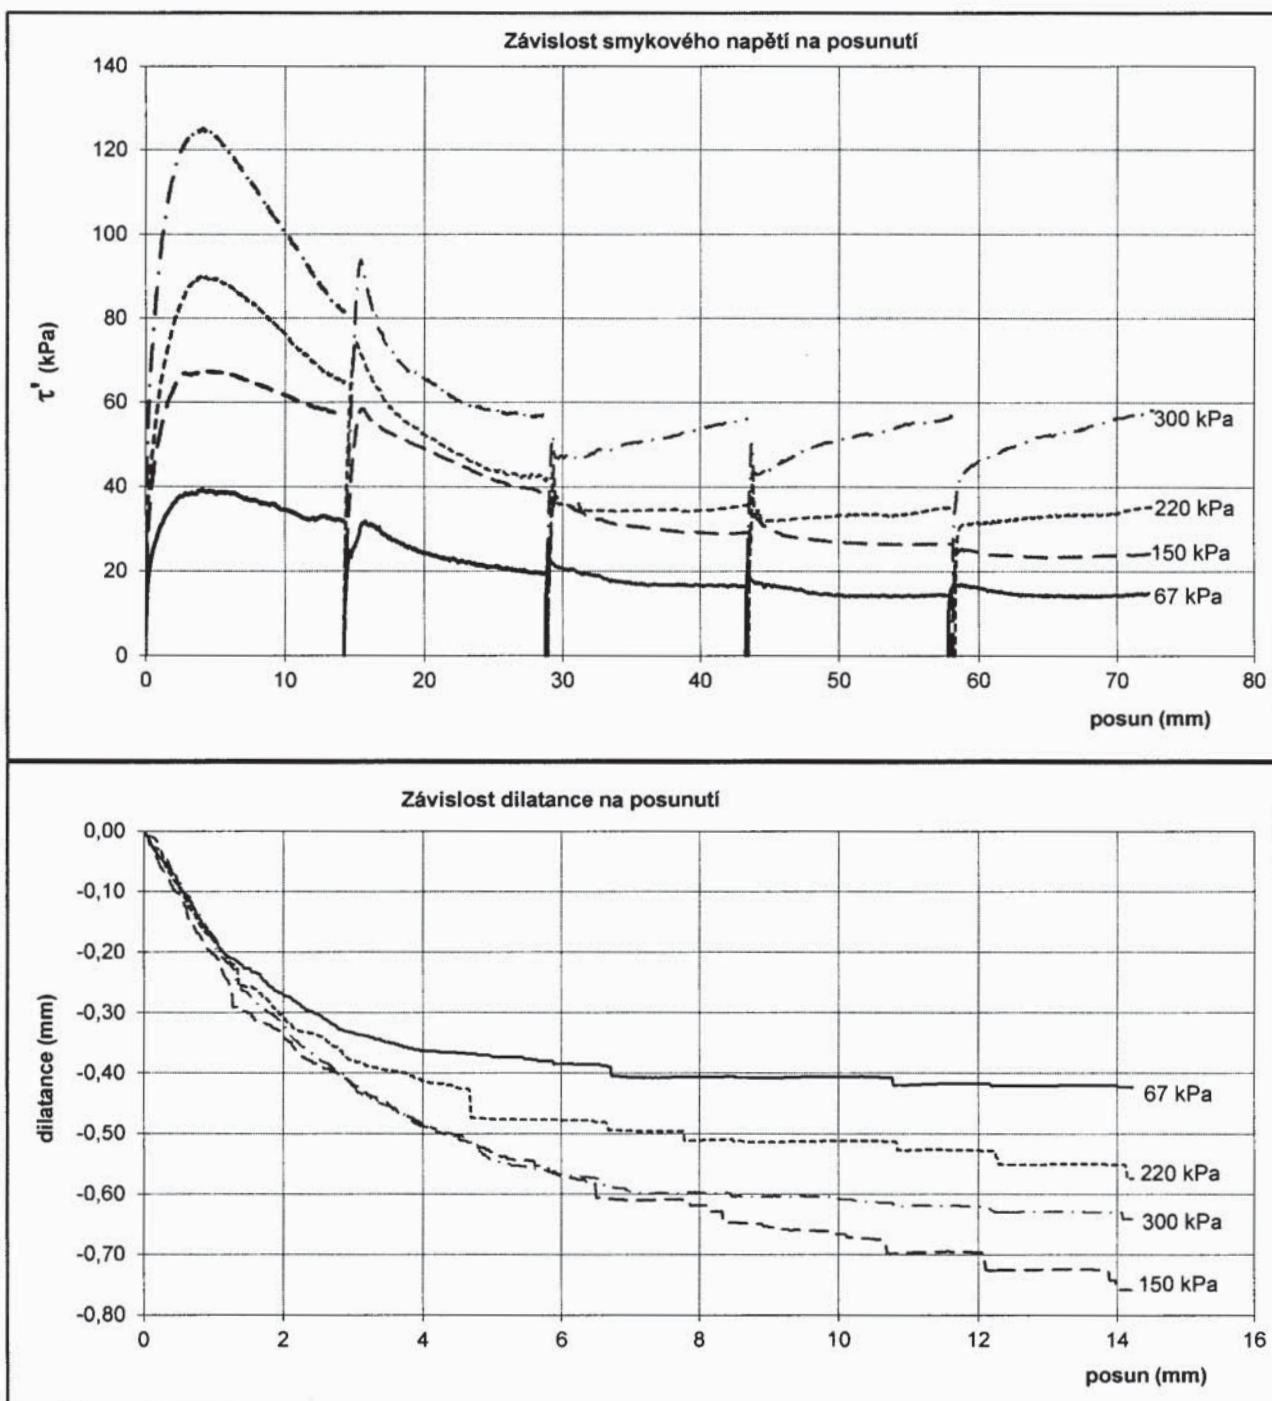 Závislost smykového napětí na posunutí
140
120
100
80
60
40
20
0
τ' (kPa)
300 kPa
220 kPa
150 kPa
67 kPa
0 10 20 30 40 50 60 70 80
posun (mm)
Závislost dilatance na posunutí
0,00
-0,10
-0,20
-0,30
-0,40
-0,50
-0,60
-0,70
-0,80
dilatance (mm)
67 kPa
220 kPa
300 kPa
150 kPa
0 2 4 6 8 10 12 14 16
posun (mm)